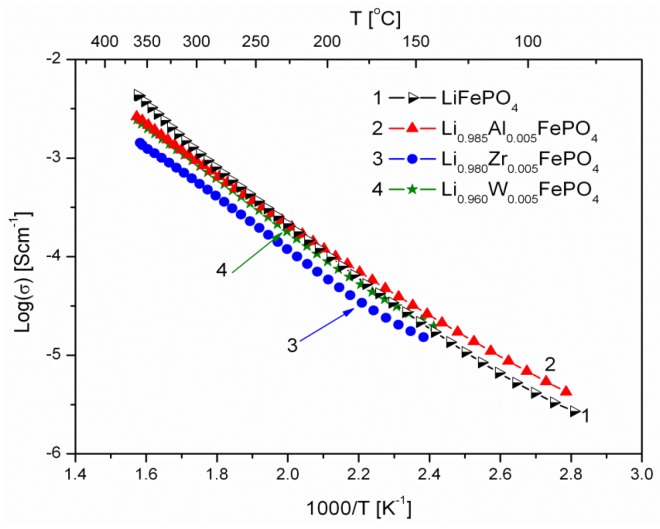 T [°C]
400 350 300 250 200 150 100
-2
-3
-4
-5
-6
Log(σ) [Scm⁻¹]
1 LiFePO₄
2 Li₀.₉₈₅Al₀.₀₀₅FePO₄
3 Li₀.₉₈₀Zr₀.₀₀₅FePO₄
4 Li₀.₉₆₀W₀.₀₀₅FePO₄
4
3
2
1
1.4 1.6 1.8 2.0 2.2 2.4 2.6 2.8 3.0
1000/T [K⁻¹]